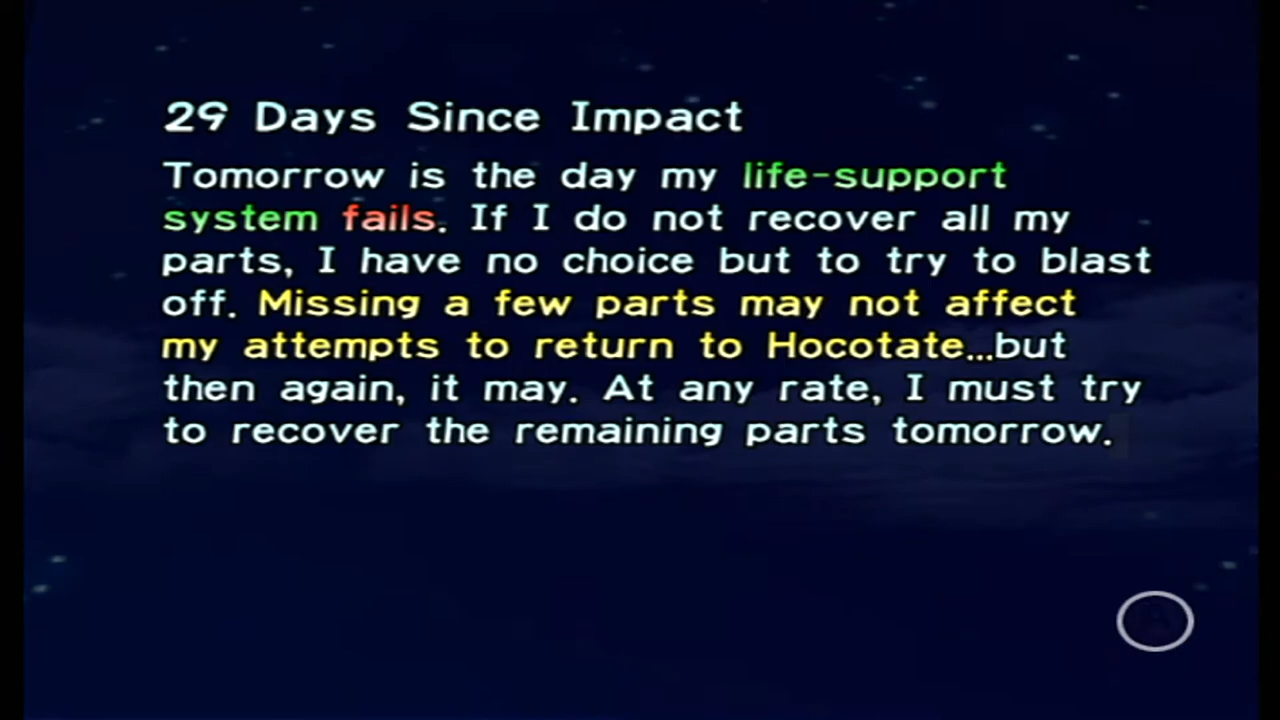 29 Days Since Impact
Tomorrow is the day my life-support
system fails. If I do not recover all my
parts, I have no choice but to try to blast
off. Missing a few parts may not affect
my attempts to return to Hocotate...but
then again, it may. At any rate, I must try
to recover the remaining parts tomorrow.